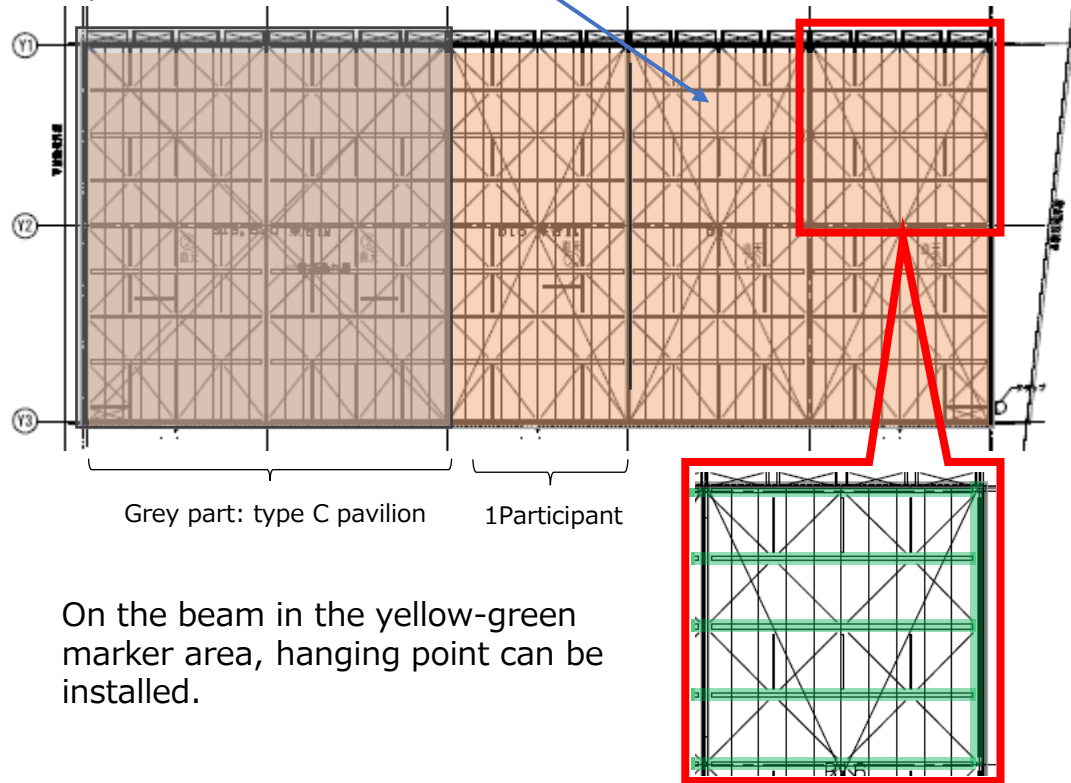 Y1
Y2
Y3
Grey part: type C pavilion
1Participant
On the beam in the yellow-green
marker area, hanging point can be
installed.